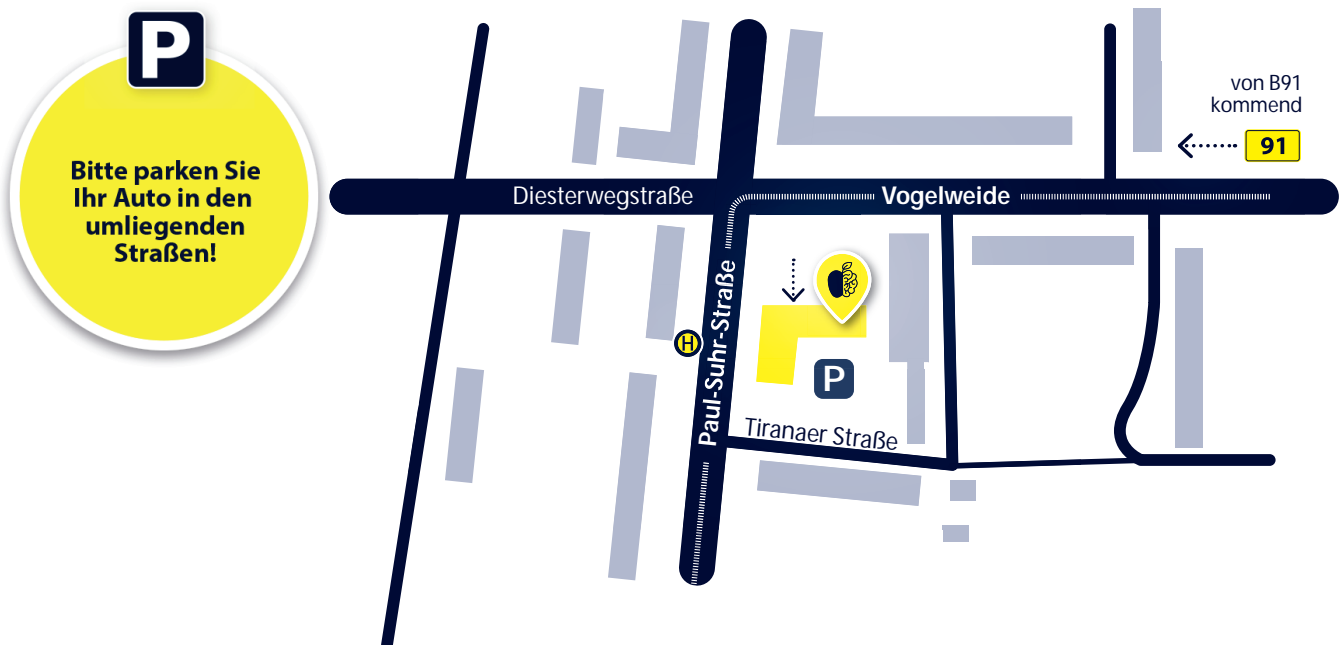 P
Bitte parken Sie
Ihr Auto in den
umliegenden
Straßen!
von B91
kommend
91
Diesterwegstraße
Vogelweide
Paul-Suhr-Straße
H
P
Tiranaer Straße